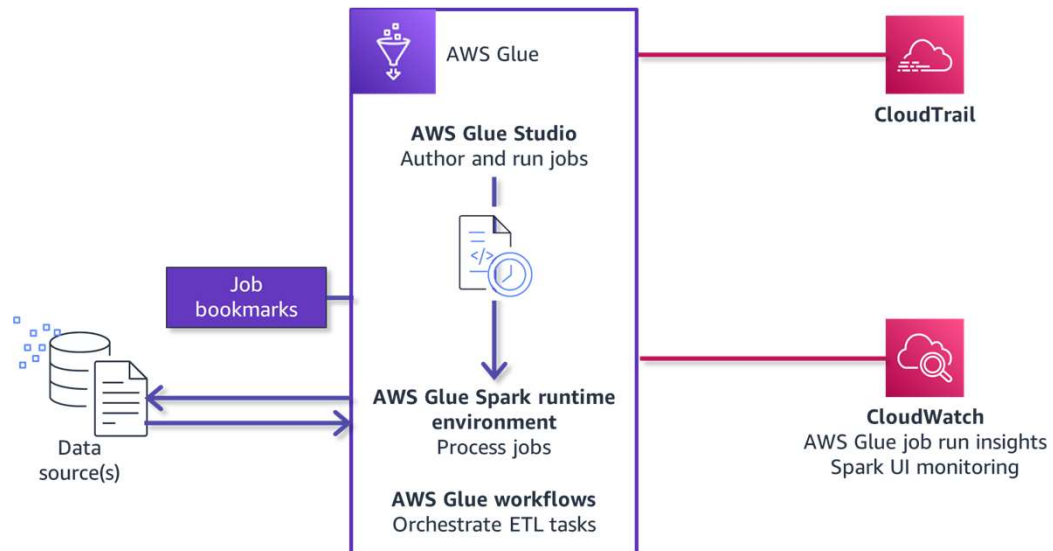 AWS Glue
AWS Glue Studio
Author and run jobs
</>
Job
bookmarks
AWS Glue Spark runtime
environment
Process jobs
AWS Glue workflows
Orchestrate ETL tasks
Data
source(s)
CloudTrail
CloudWatch
AWS Glue job run insights
Spark UI monitoring